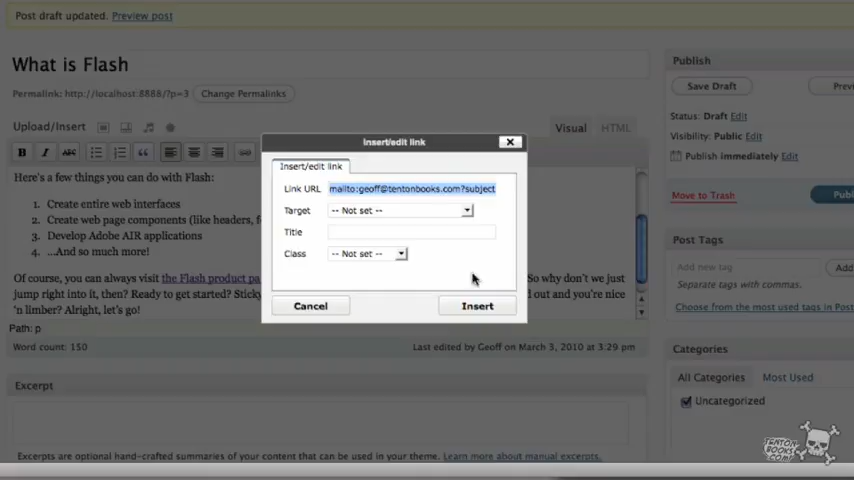 Post draft updated. Preview post
What is Flash
Permalink: http://localhost:8888/?p=3 Change Permalinks
Upload/Insert
Visual HTML
B I ABC
Here's a few things you can do with Flash:
1. Create entire web interfaces
2. Create web page components (like headers, f
3. Develop Adobe AIR applications
4. ...And so much more!
Of course, you can always visit the Flash product pa
So why don't we just
jump right into it, then? Ready to get started? Sticky
d out and you're nice
'n limber? Alright, let's go!
Path: p
Word count: 150
Last edited by Geoff on March 3, 2010 at 3:29 pm
Excerpt
Excerpts are optional hand-crafted summaries of your content that can be used in your theme. Learn more about manual excerpts.
Insert/edit link
Insert/edit link
Link URL mailto:geoff@tentonbooks.com?subject
Target -- Not set --
Title
Class -- Not set --
Cancel Insert
Publish
Save Draft Previ
Status: Draft Edit
Visibility: Public Edit
Publish immediately Edit
Move to Trash Publ
Post Tags
Add new tag Add
Separate tags with commas.
Choose from the most used tags in Post
Categories
All Categories Most Used
Uncategorized
TENTON
BOOKS
COM!